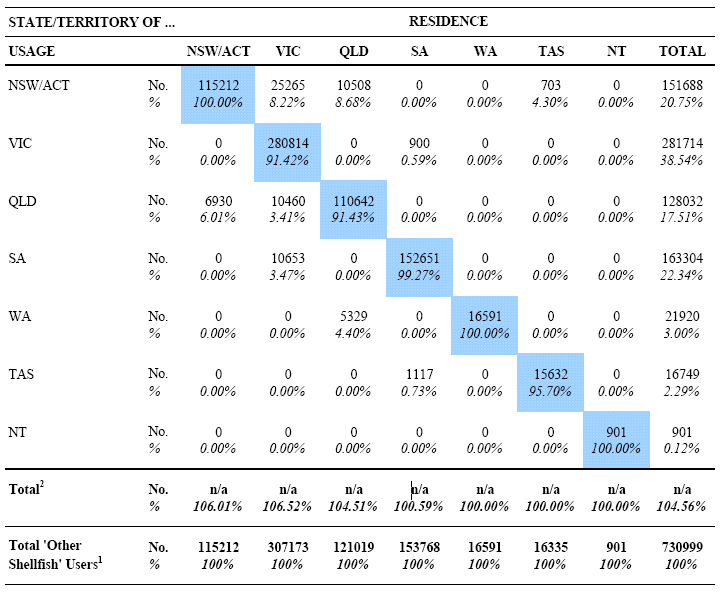 STATE/TERRITORY OF ... RESIDENCE
USAGE NSW/ACT VIC QLD SA WA TAS NT TOTAL
NSW/ACT No. 115212 25265 10508 0 0 703 0 151688
% 100.00% 8.22% 8.68% 0.00% 0.00% 4.30% 0.00% 20.75%
VIC No. 0 280814 0 900 0 0 0 281714
% 0.00% 91.42% 0.00% 0.59% 0.00% 0.00% 0.00% 38.54%
QLD No. 6930 10460 110642 0 0 0 0 128032
% 6.01% 3.41% 91.43% 0.00% 0.00% 0.00% 0.00% 17.51%
SA No. 0 10653 0 152651 0 0 0 163304
% 0.00% 3.47% 0.00% 99.27% 0.00% 0.00% 0.00% 22.34%
WA No. 0 0 5329 0 16591 0 0 21920
% 0.00% 0.00% 4.40% 0.00% 100.00% 0.00% 0.00% 3.00%
TAS No. 0 0 0 1117 0 15632 0 16749
% 0.00% 0.00% 0.00% 0.73% 0.00% 95.70% 0.00% 2.29%
NT No. 0 0 0 0 0 0 901 901
% 0.00% 0.00% 0.00% 0.00% 0.00% 0.00% 100.00% 0.12%
Total² No. n/a n/a n/a n/a n/a n/a n/a n/a
% 106.01% 106.52% 104.51% 100.59% 100.00% 100.00% 100.00% 104.56%
Total 'Other No. 115212 307173 121019 153768 16591 16335 901 730999
Shellfish' Users¹ % 100% 100% 100% 100% 100% 100% 100% 100%